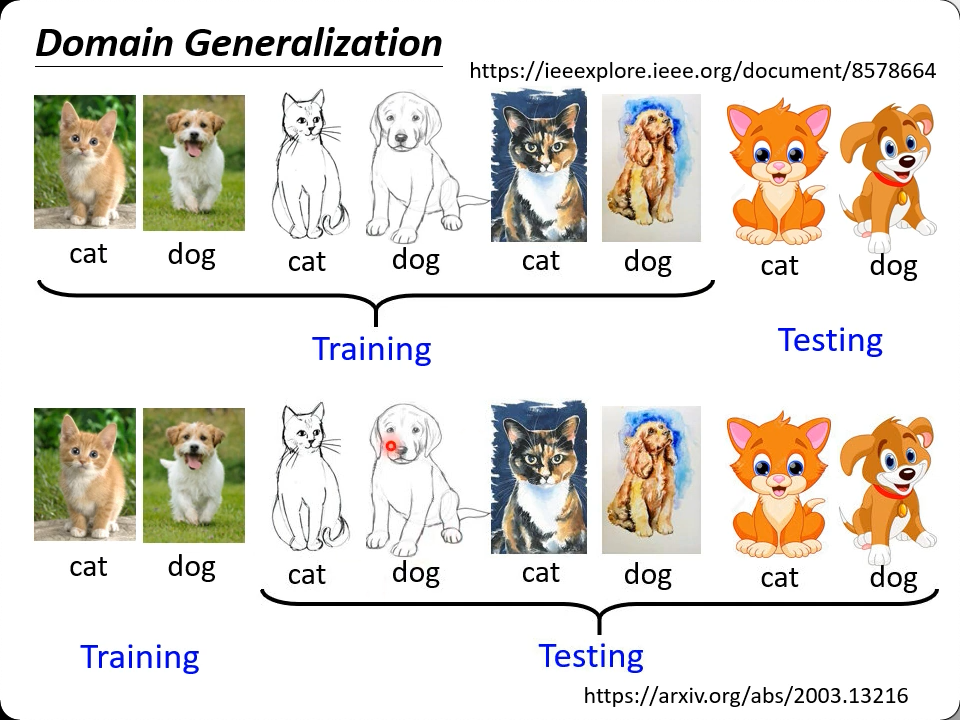 Domain Generalization
https://ieeexplore.ieee.org/document/8578664
cat dog cat dog cat dog cat dog
Training
Testing
cat dog cat dog cat dog cat dog
Training
Testing
https://arxiv.org/abs/2003.13216